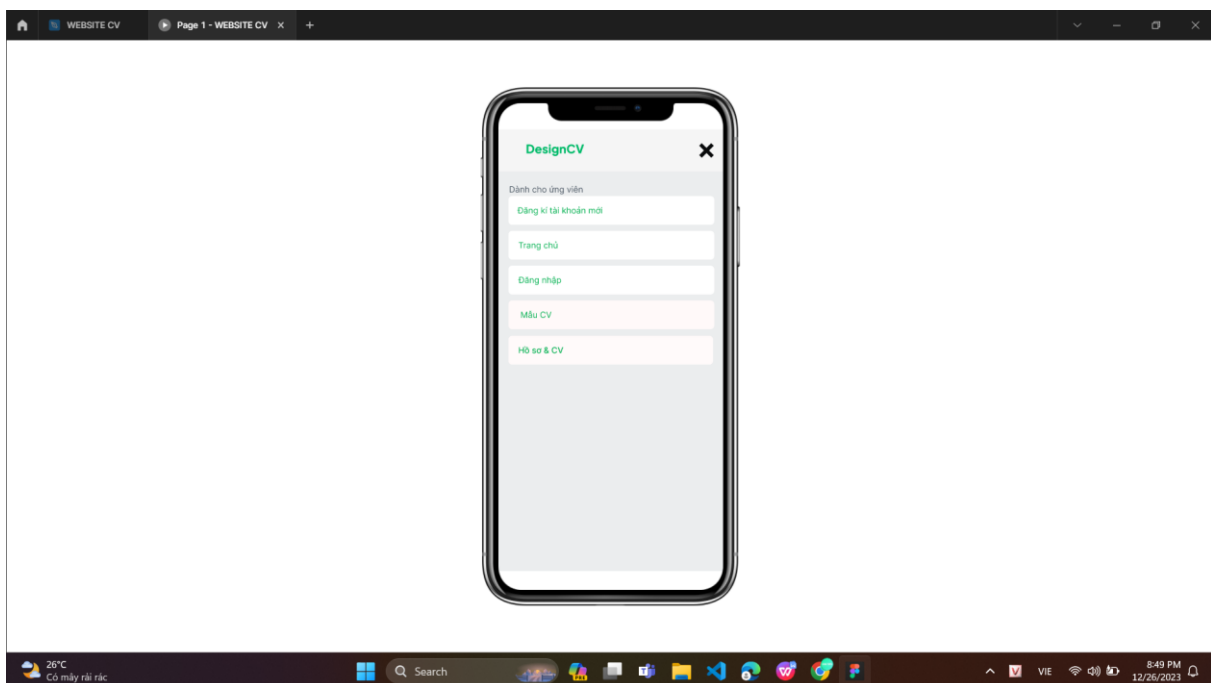 WEBSITE CV
Page 1 - WEBSITE CV
DesignCV
Dành cho ứng viên
Đăng kí tài khoản mới
Trang chủ
Đăng nhập
Mẫu CV
Hồ sơ & CV
26°C
Có mây rải rác
Search
VIE
8:49 PM
12/26/2023